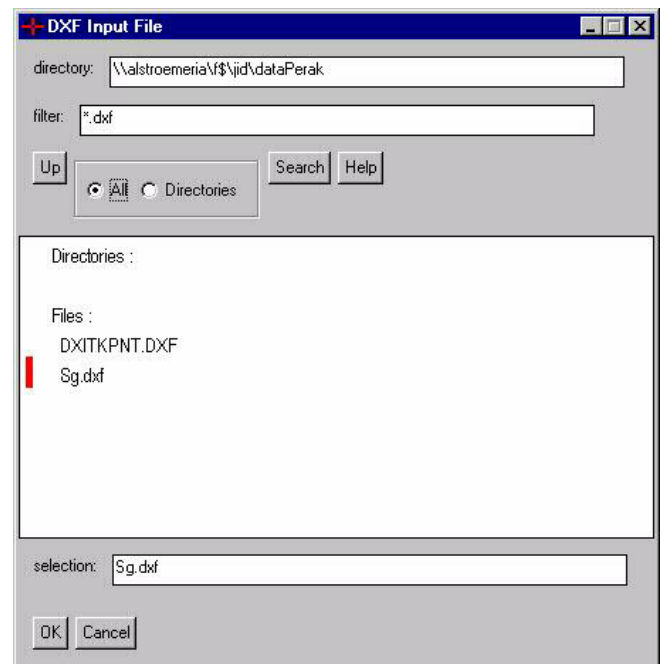 DXF Input File
directory: \\alstroemeria\f$\jid\dataPerak
filter: *.dxf
Up All Directories Search Help
Directories :
Files :
DXITKPNT.DXF
Sg.dxf
selection: Sg.dxf
OK Cancel